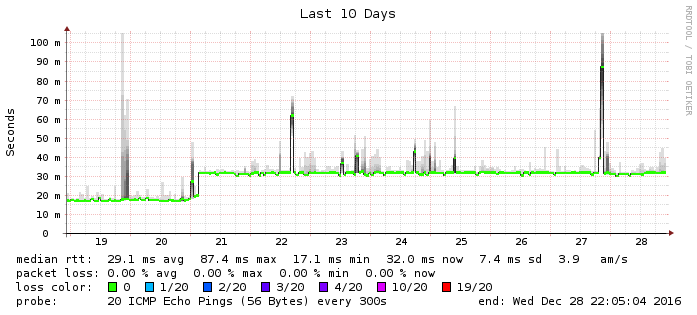 Last 10 Days
RRDTOOL / TOBI OETIKER
Seconds
100 m
90 m
80 m
70 m
60 m
50 m
40 m
30 m
20 m
10 m
0
19 20 21 22 23 24 25 26 27 28
median rtt: 29.1 ms avg 87.4 ms max 17.1 ms min 32.0 ms now 7.4 ms sd 3.9 am/s
packet loss: 0.00 % avg 0.00 % max 0.00 % min 0.00 % now
loss color: 0 1/20 2/20 3/20 4/20 10/20 19/20
probe: 20 ICMP Echo Pings (56 Bytes) every 300s end: Wed Dec 28 22:05:04 2016